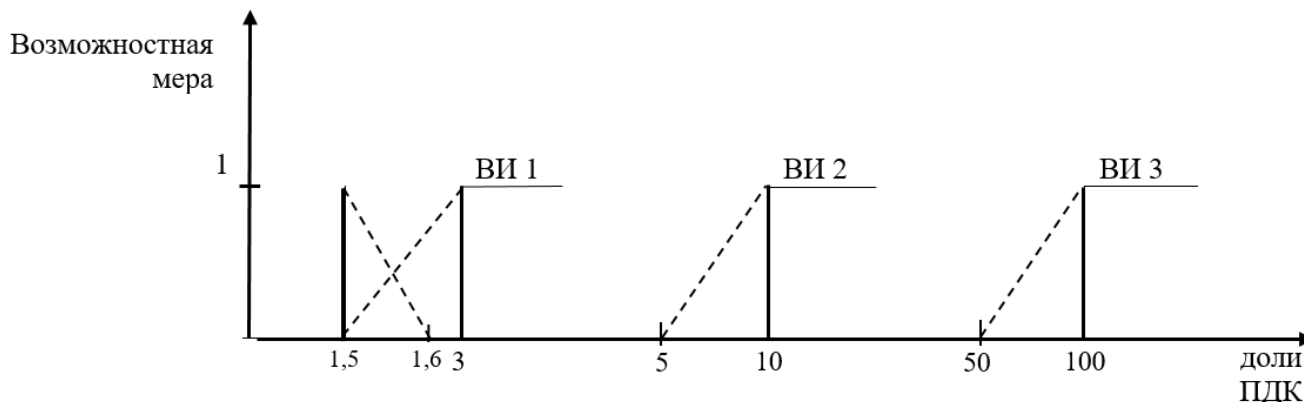 Возможностная
мера
1
ВИ 1
ВИ 2
ВИ 3
1,5
1,6
3
5
10
50
100
доли
ПДК